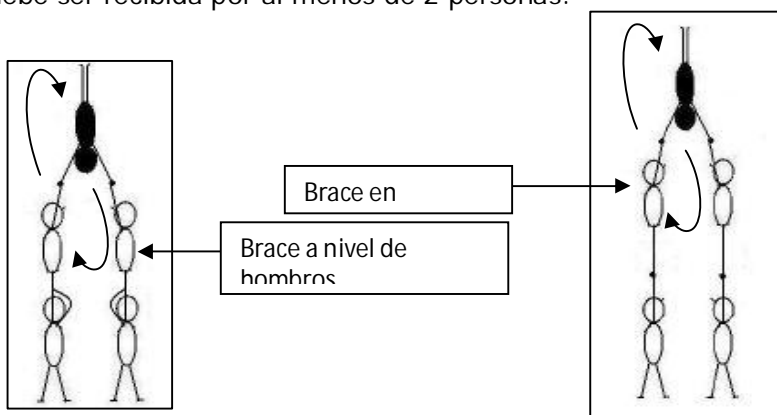 debe ser recibida por al menos de 2 personas.
Brace en
Brace a nivel de
hombros